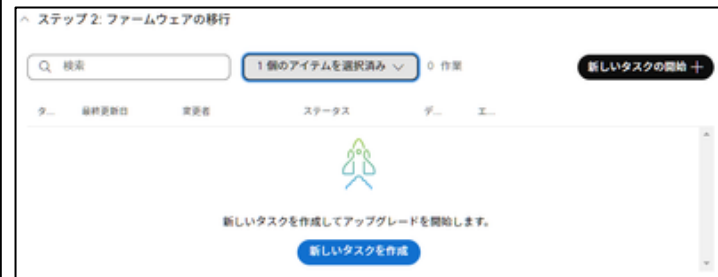 ステップ 2: ファームウェアの移行
検索
1 個のアイテムを選択済み
0 作業
新しいタスクの開始 +
タ... 最終更新日 変更者 ステータス デ... エ...
新しいタスクを作成してアップグレードを開始します。
新しいタスクを作成